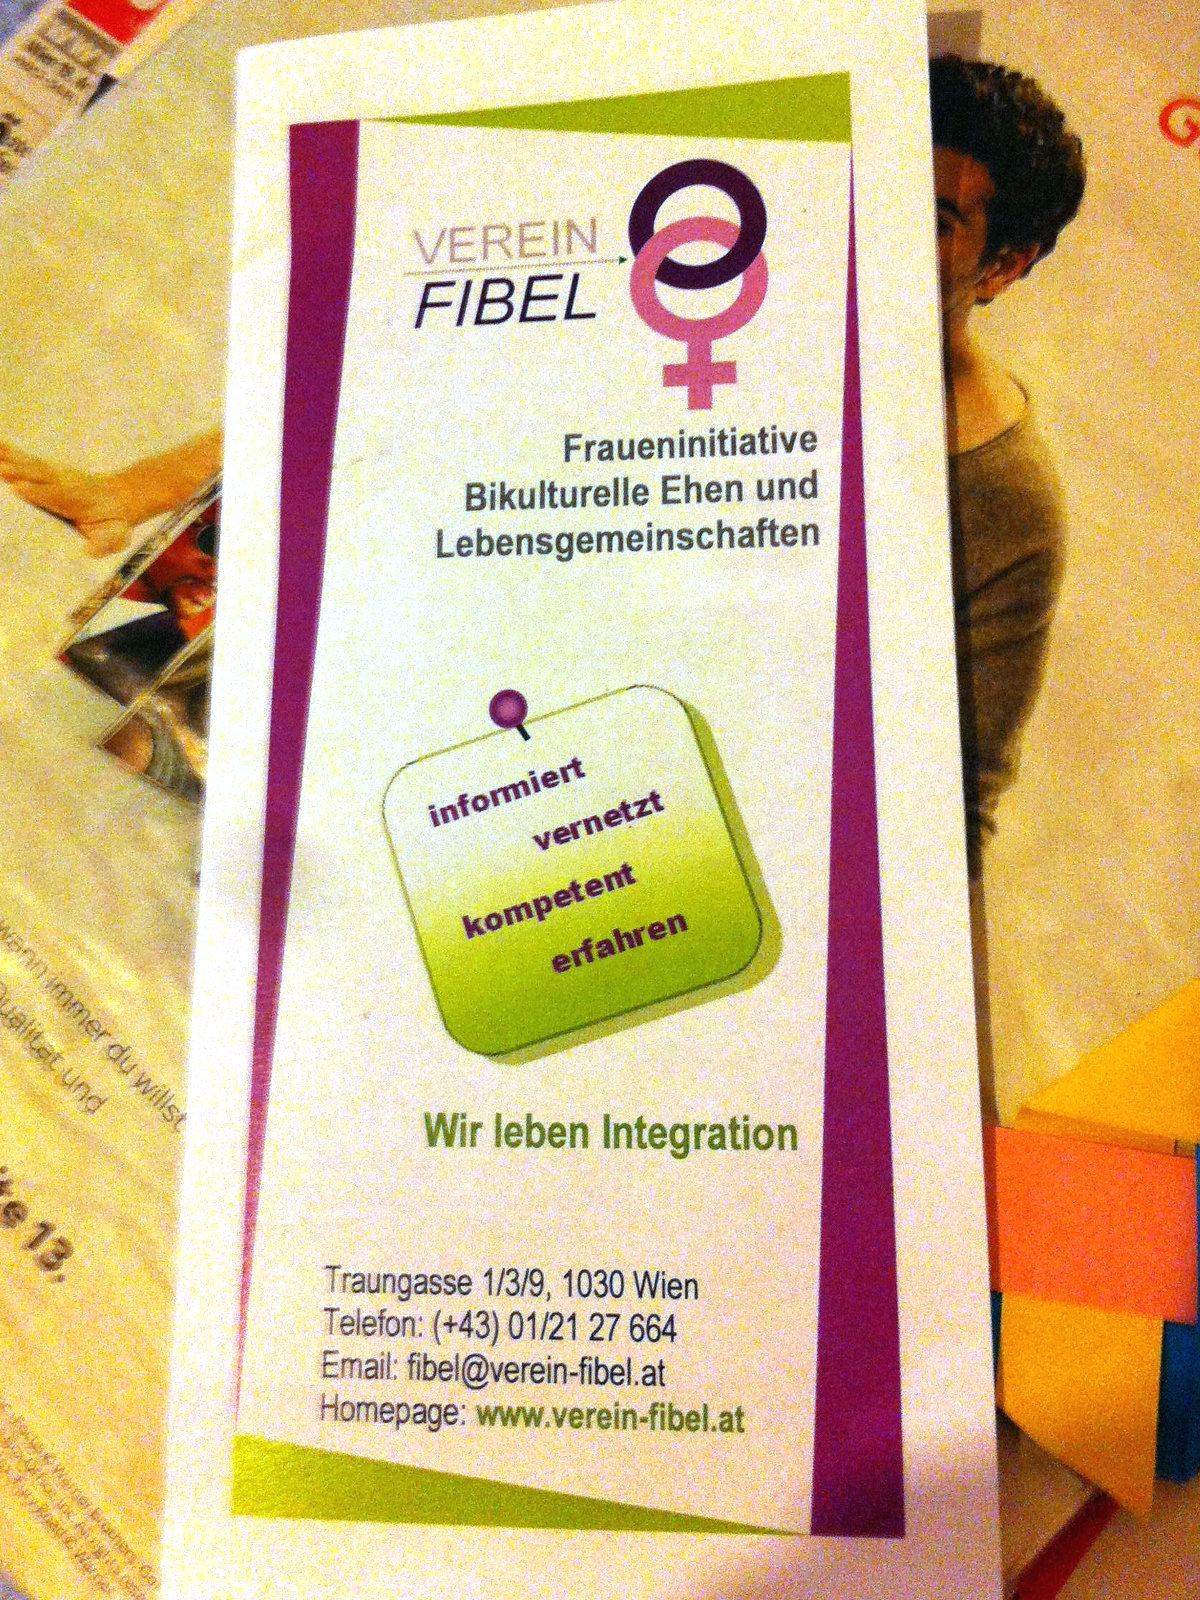 VEREIN
FIBEL
Fraueninitiative
Bikulturelle Ehen und
Lebensgemeinschaften
informiert
vernetzt
kompetent
erfahren
Wir leben Integration
Traungasse 1/3/9, 1030 Wien
Telefon: (+43) 01/21 27 664
Email: fibel@verein-fibel.at
Homepage: www.verein-fibel.at
wenn immer du willst
Qualität und
13,